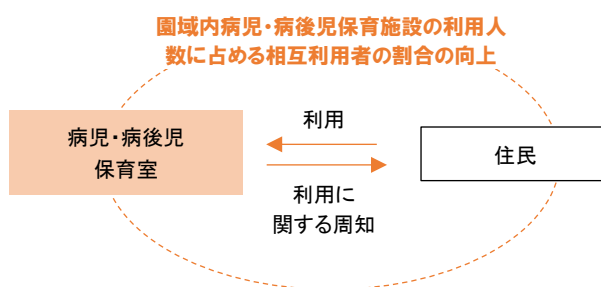 園域内病児・病後児保育施設の利用人
数に占める相互利用者の割合の向上
利用
病児・病後児
保育室
住民
利用に
関する周知